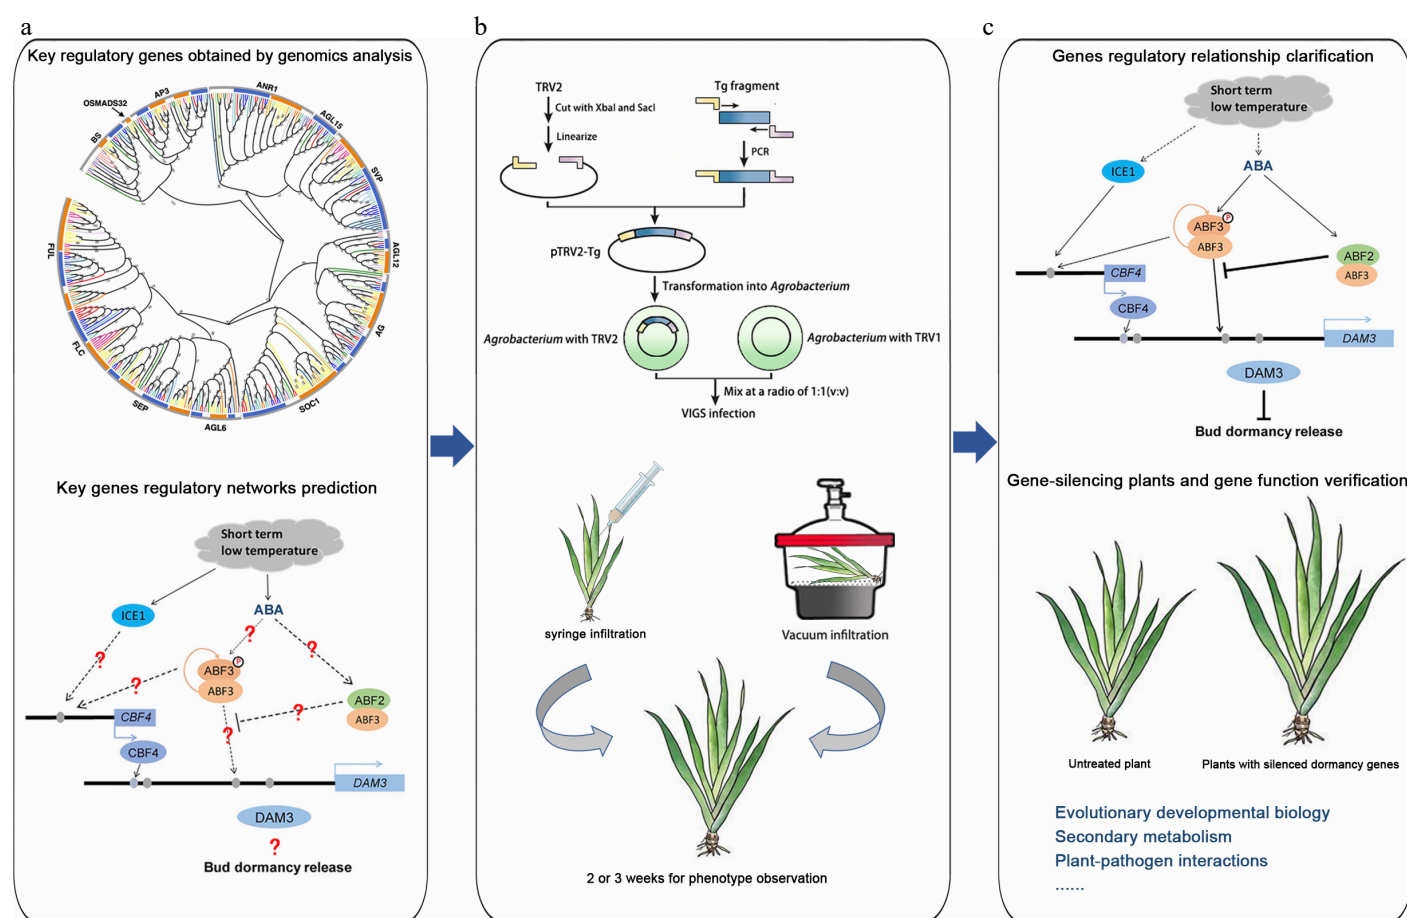 a
Key regulatory genes obtained by genomics analysis
AP3
ANR1
OSMADS32
AGL15
BS
SVP
FUL
AGL12
AG
FLC
SEP
SOC1
AGL6
Key genes regulatory networks prediction
Short term
low temperature
ICE1
ABA
?
?
?
ABF3
P
?
ABF3
ABF2
?
ABF3
CBF4
?
CBF4
DAM3
DAM3
?
Bud dormancy release
b
TRV2
Tg fragment
Cut with XbaI and SacI
Linearize
PCR
pTRV2-Tg
Transformation into Agrobacterium
Agrobacterium with TRV2
Agrobacterium with TRV1
Mix at a radio of 1:1(v:v)
VIGS infection
syringe infiltration
Vacuum infiltration
2 or 3 weeks for phenotype observation
c
Genes regulatory relationship clarification
Short term
low temperature
ICE1
ABA
ABF3
P
ABF3
ABF2
ABF3
CBF4
CBF4
DAM3
DAM3
Bud dormancy release
Gene-silencing plants and gene function verification
Untreated plant
Plants with silenced dormancy genes
Evolutionary developmental biology
Secondary metabolism
Plant-pathogen interactions
......